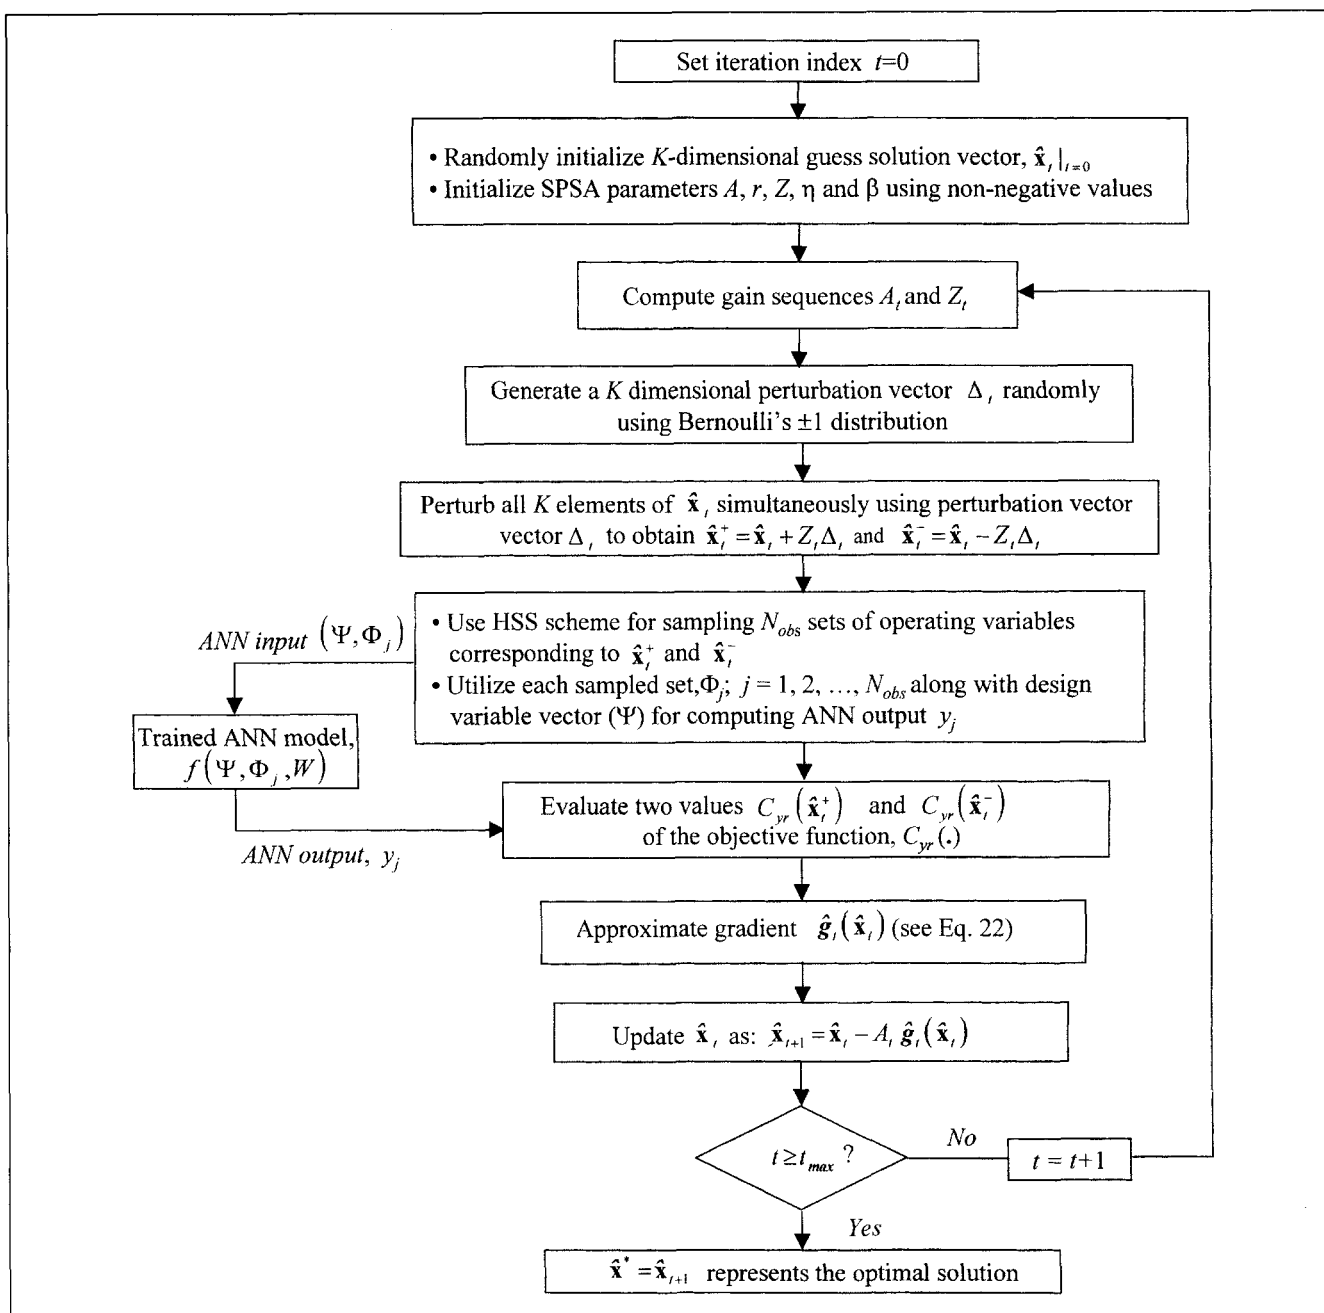 Set iteration index t=0
• Randomly initialize K-dimensional guess solution vector, x̂_t|_{t=0}
• Initialize SPSA parameters A, r, Z, η and β using non-negative values
Compute gain sequences A_t and Z_t
Generate a K dimensional perturbation vector Δ_t randomly
using Bernoulli's ±1 distribution
Perturb all K elements of x̂_t simultaneously using perturbation vector
vector Δ_t to obtain x̂_t^+ = x̂_t + Z_tΔ_t and x̂_t^- = x̂_t − Z_tΔ_t
• Use HSS scheme for sampling N_obs sets of operating variables
corresponding to x̂_t^+ and x̂_t^-
• Utilize each sampled set,Φ_j; j = 1, 2, …, N_obs along with design
variable vector (Ψ) for computing ANN output y_j
ANN input (Ψ,Φ_j)
Trained ANN model,
f(Ψ,Φ_j,W)
ANN output, y_j
Evaluate two values C_yr(x̂_t^+) and C_yr(x̂_t^-)
of the objective function, C_yr(.)
Approximate gradient ĝ_t(x̂_t) (see Eq. 22)
Update x̂_t as: x̂_{t+1} = x̂_t − A_t ĝ_t(x̂_t)
t ≥ t_max ?
No
t = t+1
Yes
x̂^* = x̂_{t+1} represents the optimal solution